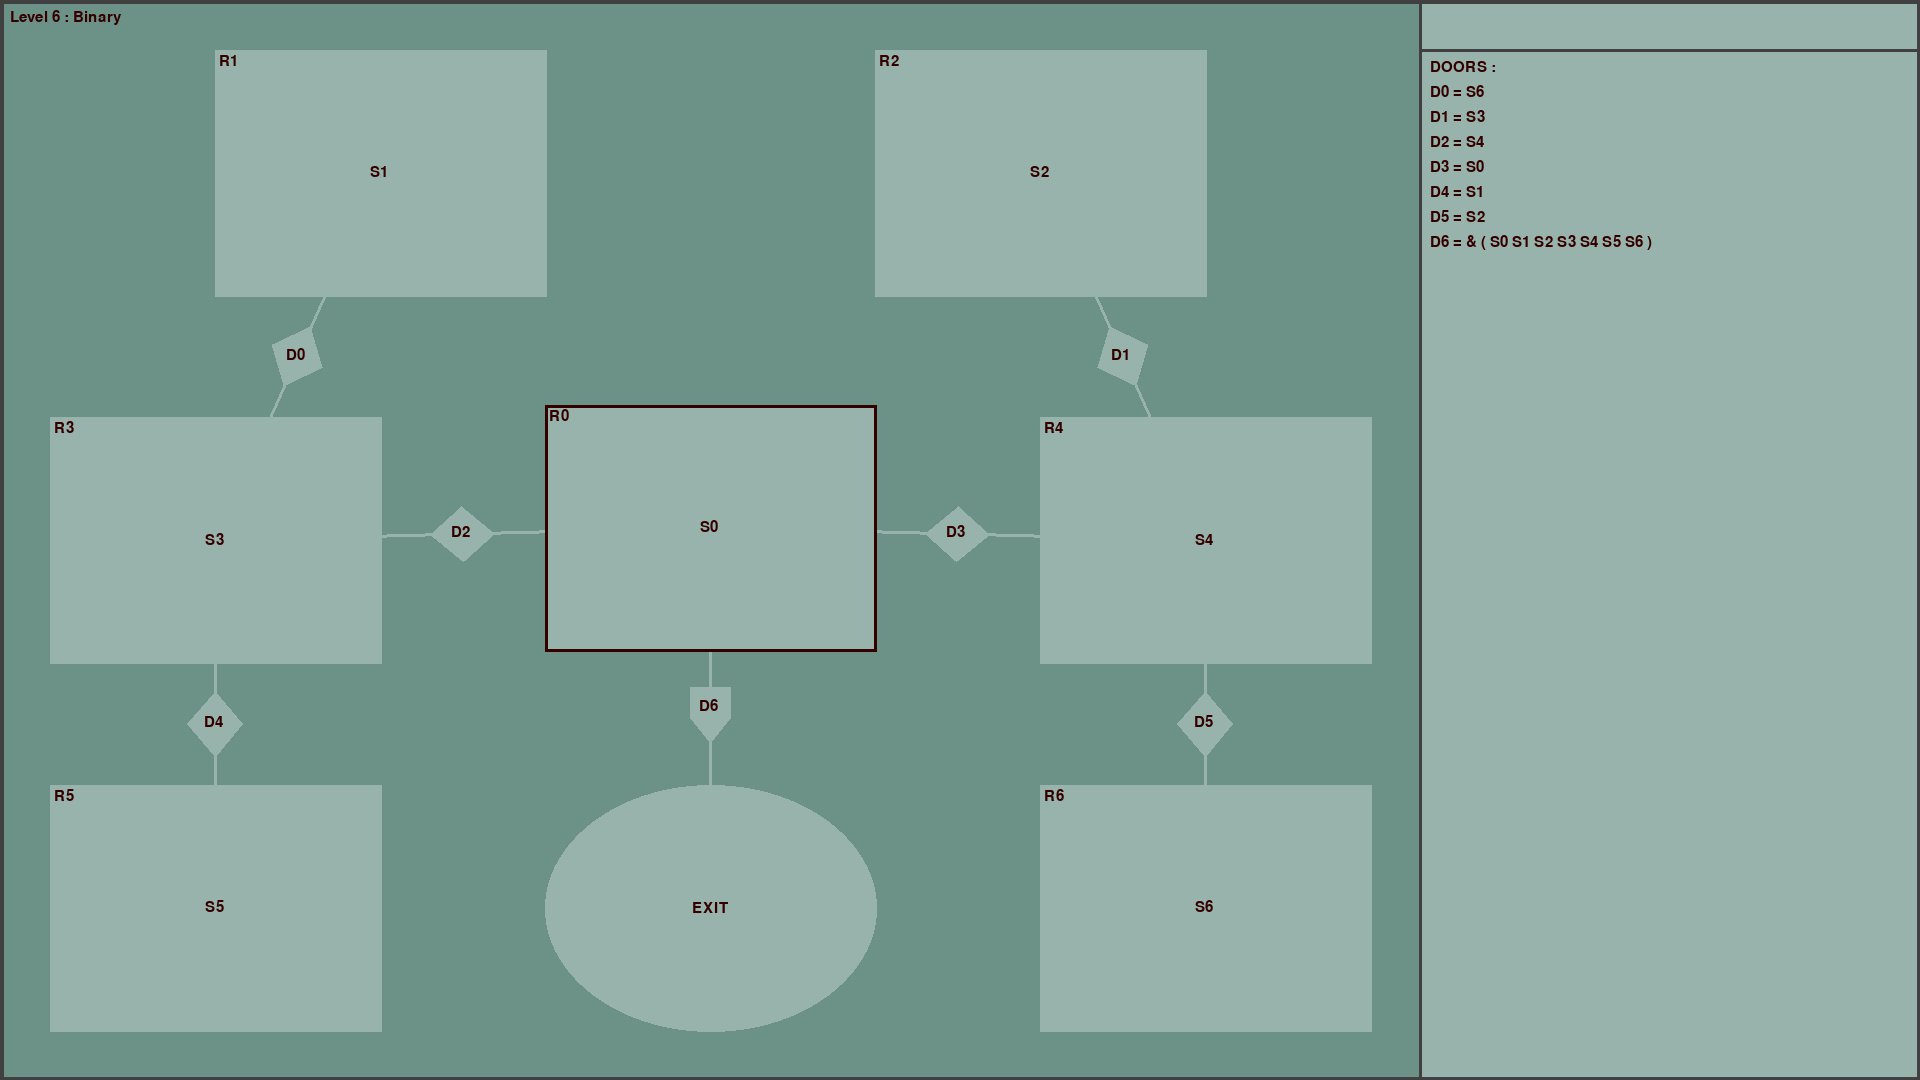 Level 6 : Binary
R1
S1
R2
S2
D0
D1
R3
S3
D2
R0
S0
D3
R4
S4
D4
D6
D5
R5
S5
EXIT
R6
S6
DOORS :
D0 = S6
D1 = S3
D2 = S4
D3 = S0
D4 = S1
D5 = S2
D6 = & ( S0 S1 S2 S3 S4 S5 S6 )